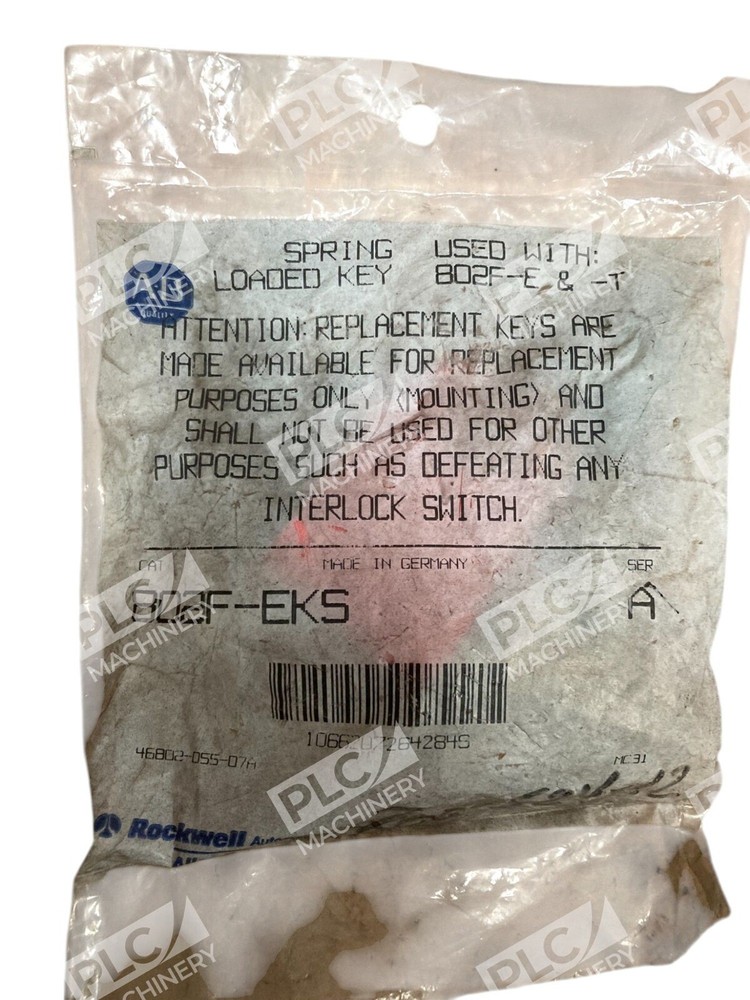 SPRING USED WITH:
LOADED KEY 802F-E & -T
A-B
QUALITY
ATTENTION: REPLACEMENT KEYS ARE
MADE AVAILABLE FOR REPLACEMENT
PURPOSES ONLY (MOUNTING) AND
SHALL NOT BE USED FOR OTHER
PURPOSES SUCH AS DEFEATING ANY
INTERLOCK SWITCH.
CAT MADE IN GERMANY SER
802F-EKS A
46802-055-07A MC31
Rockwell
PLC MACHINERY